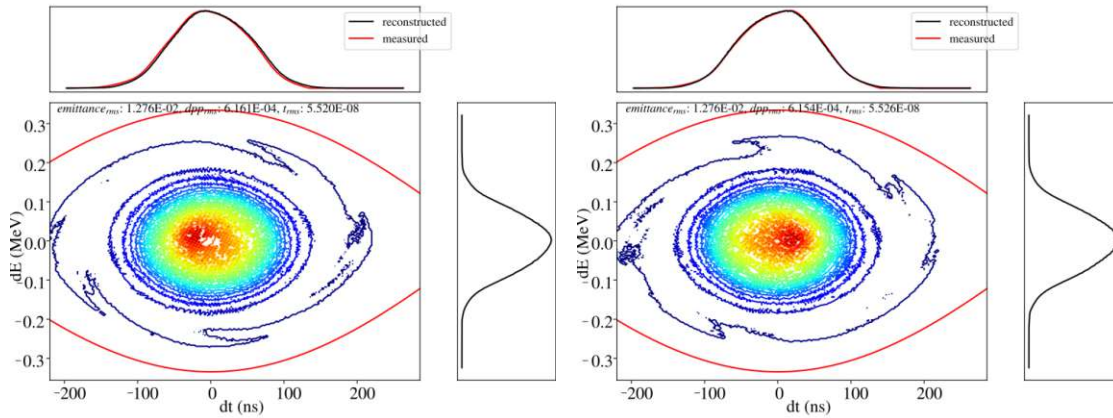 reconstructed
measured
emittance_rms: 1.276E-02, dpp_rms: 6.161E-04, t_rms: 5.520E-08
0.3
0.2
0.1
0.0
-0.1
-0.2
-0.3
dE (MeV)
-200
-100
0
100
200
dt (ns)
reconstructed
measured
emittance_rms: 1.276E-02, dpp_rms: 6.154E-04, t_rms: 5.526E-08
0.3
0.2
0.1
0.0
-0.1
-0.2
-0.3
dE (MeV)
-200
-100
0
100
200
dt (ns)